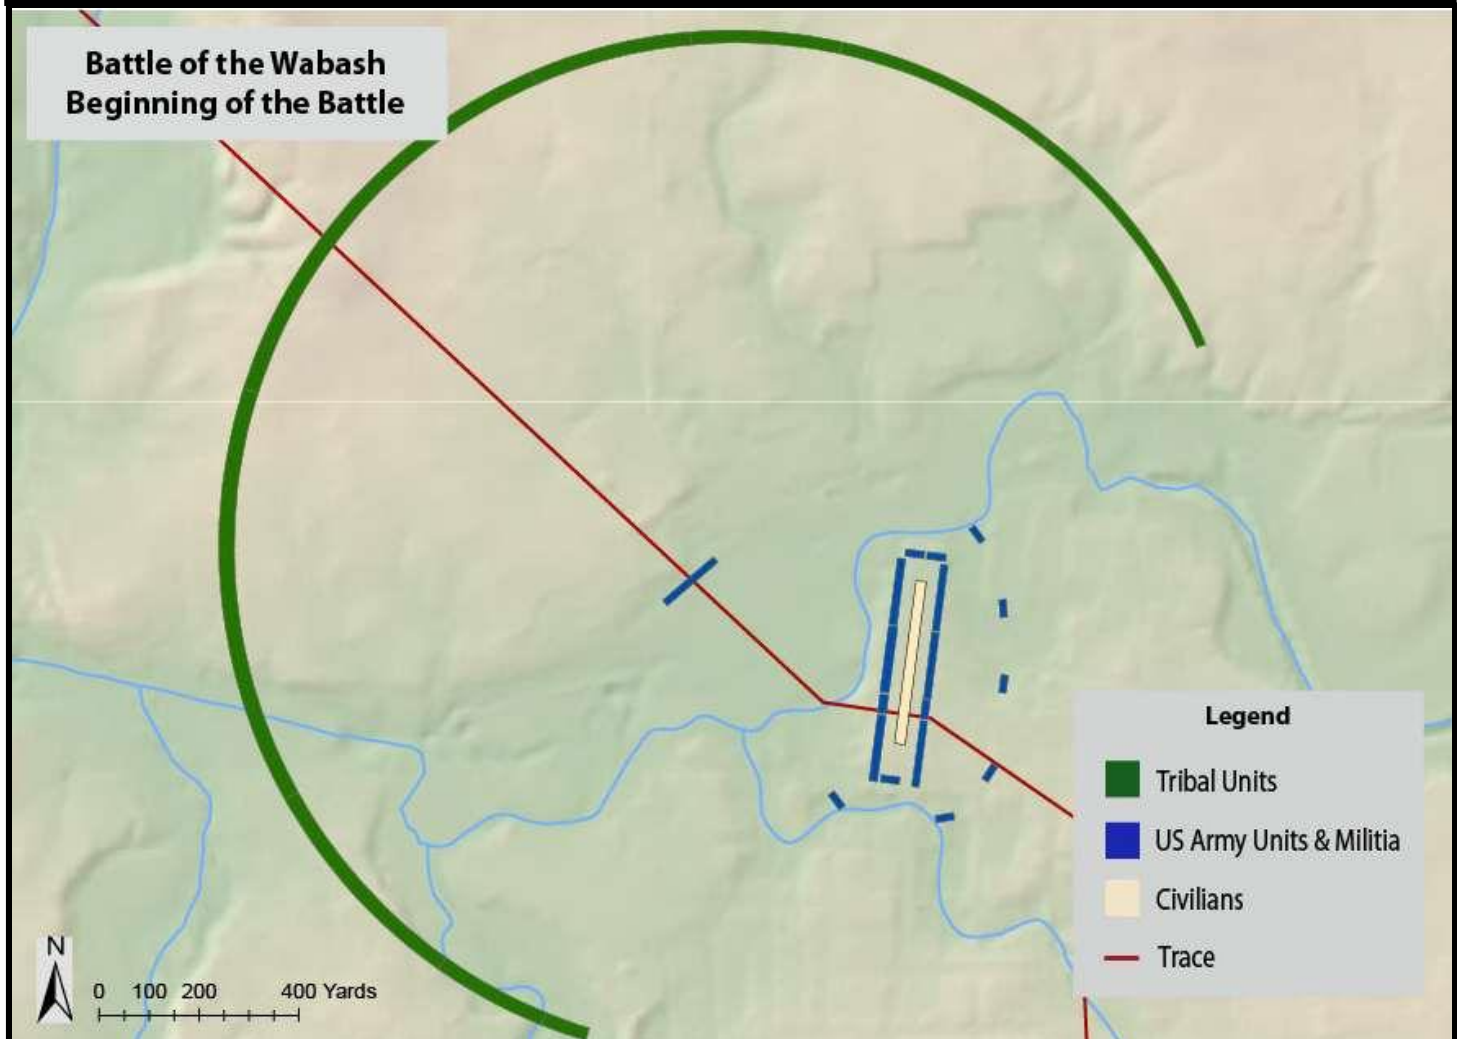 Battle of the Wabash
Beginning of the Battle
Legend
Tribal Units
US Army Units & Militia
Civilians
Trace
N
0 100 200 400 Yards